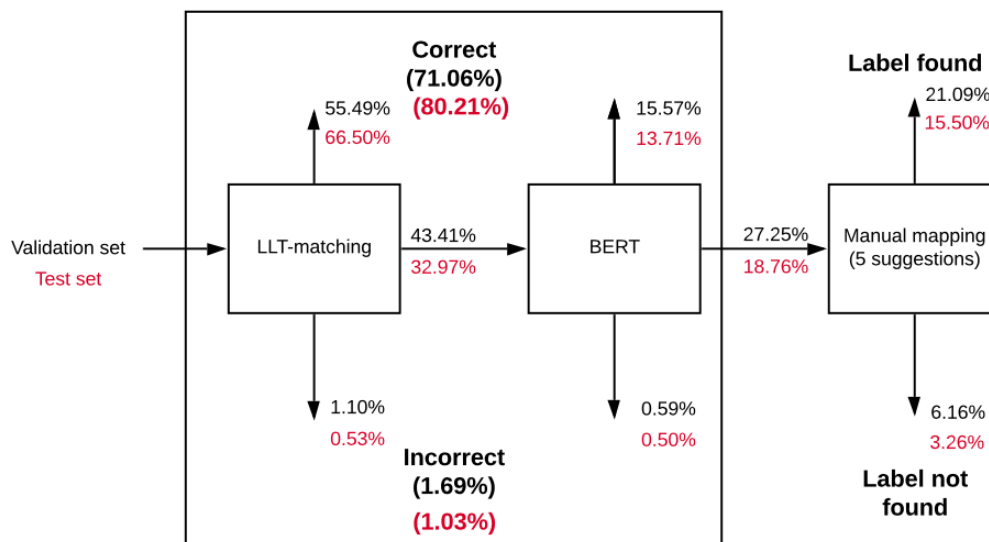 Correct
(71.06%)
(80.21%)
Label found
55.49%
66.50%
15.57%
13.71%
21.09%
15.50%
Validation set
Test set
LLT-matching
43.41%
32.97%
BERT
27.25%
18.76%
Manual mapping
(5 suggestions)
1.10%
0.53%
0.59%
0.50%
6.16%
3.26%
Incorrect
(1.69%)
(1.03%)
Label not
found